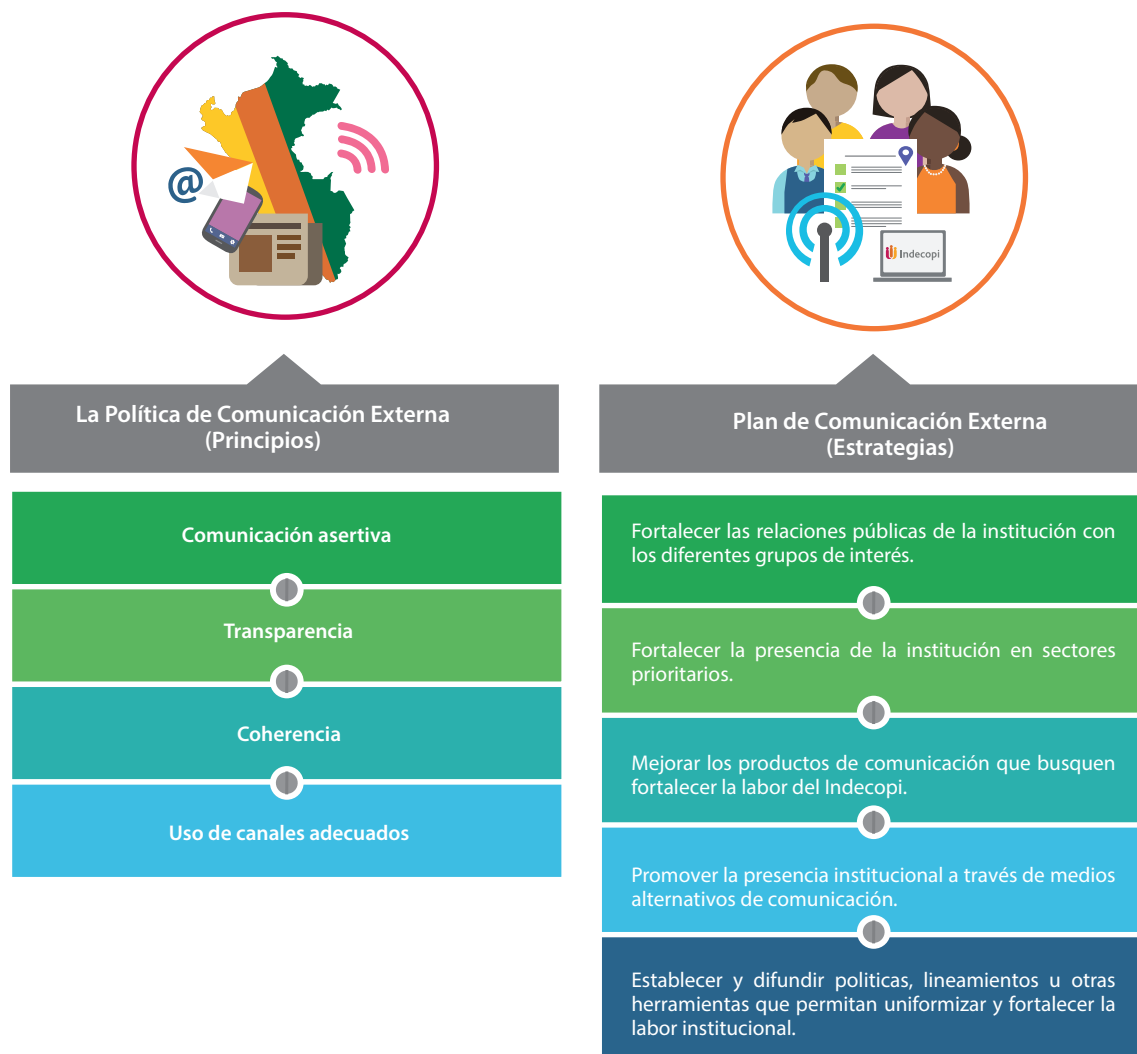 @
Indecopi
La Política de Comunicación Externa
(Principios)
Comunicación asertiva
Transparencia
Coherencia
Uso de canales adecuados
Plan de Comunicación Externa
(Estrategias)
Fortalecer las relaciones públicas de la institución con
los diferentes grupos de interés.
Fortalecer la presencia de la institución en sectores
prioritarios.
Mejorar los productos de comunicación que busquen
fortalecer la labor del Indecopi.
Promover la presencia institucional a través de medios
alternativos de comunicación.
Establecer y difundir politicas, lineamientos u otras
herramientas que permitan uniformizar y fortalecer la
labor institucional.